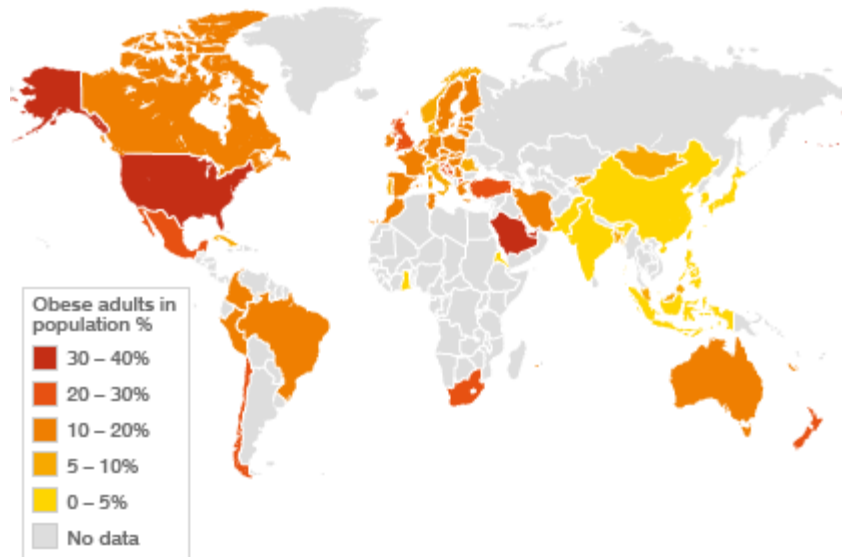 Obese adults in
population %
30 – 40%
20 – 30%
10 – 20%
5 – 10%
0 – 5%
No data